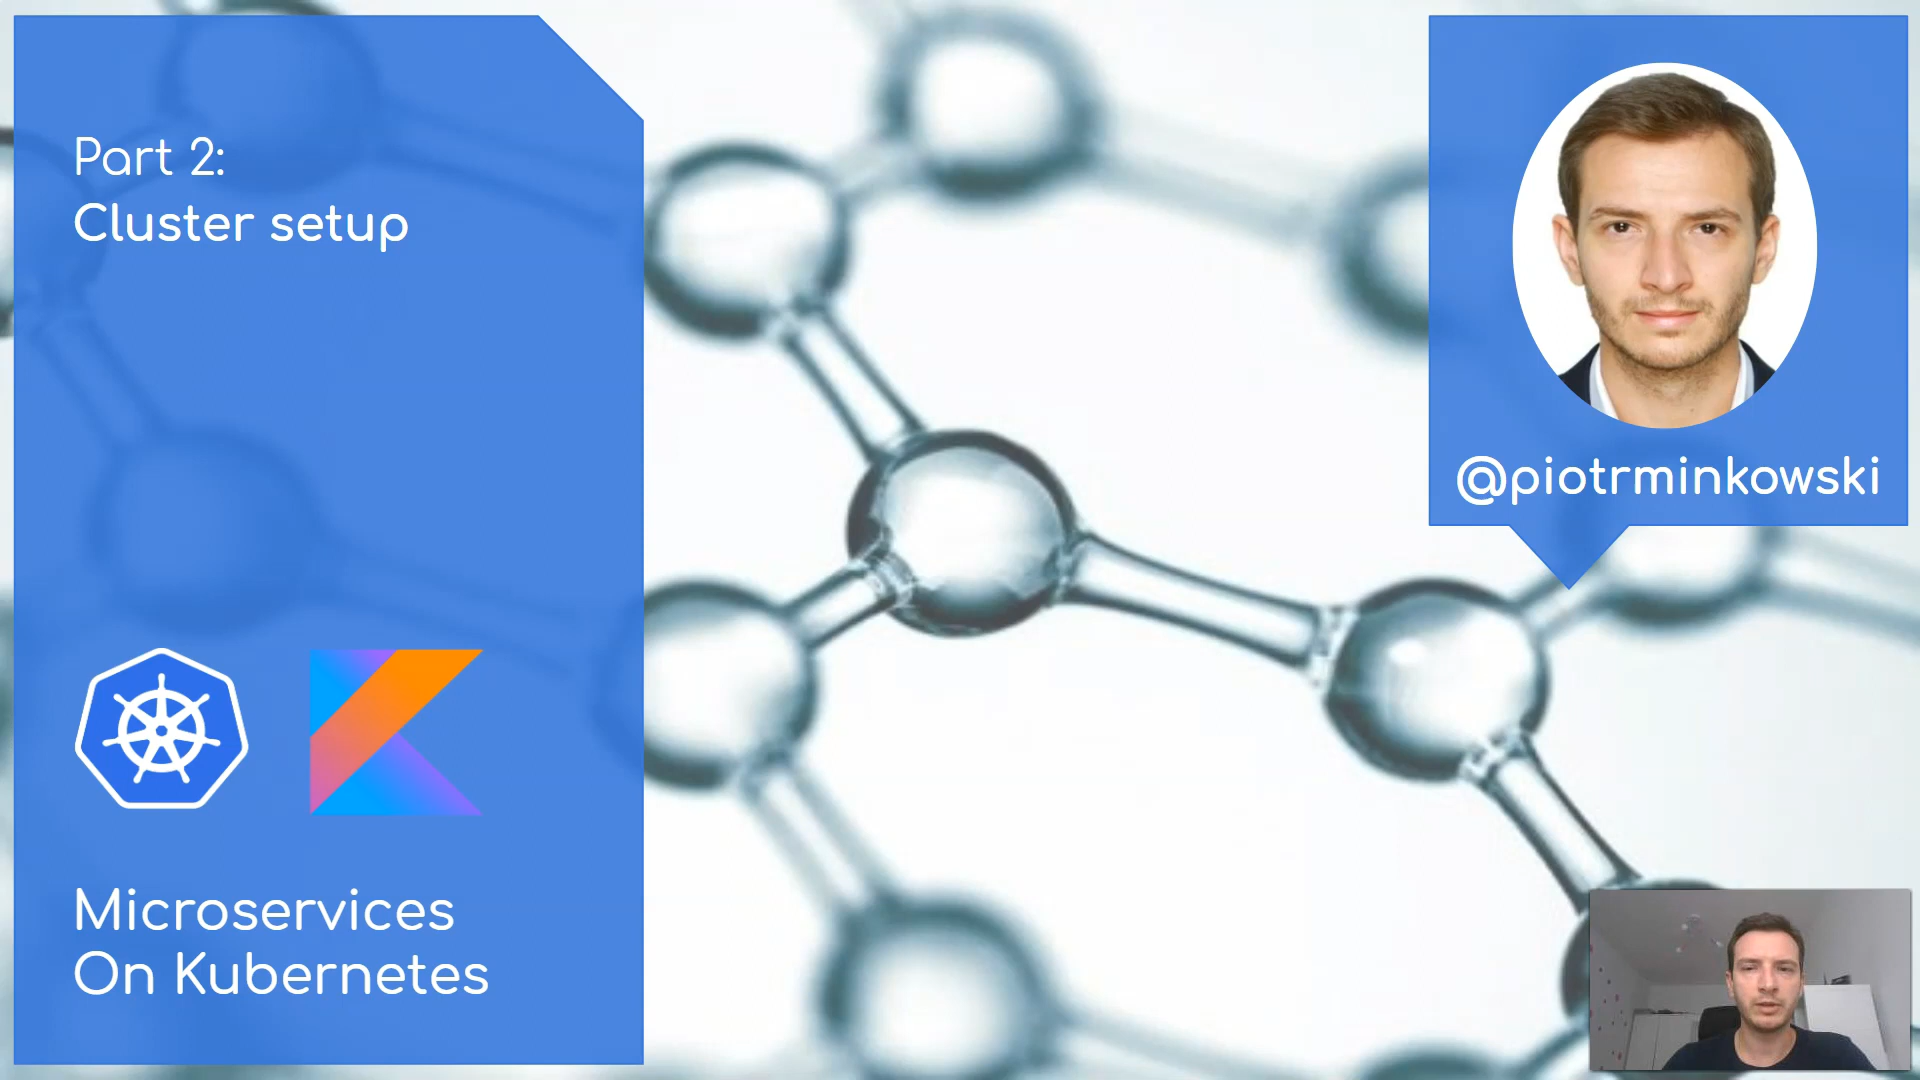 Part 2:
Cluster setup
@piotrminkowski
Microservices
On Kubernetes